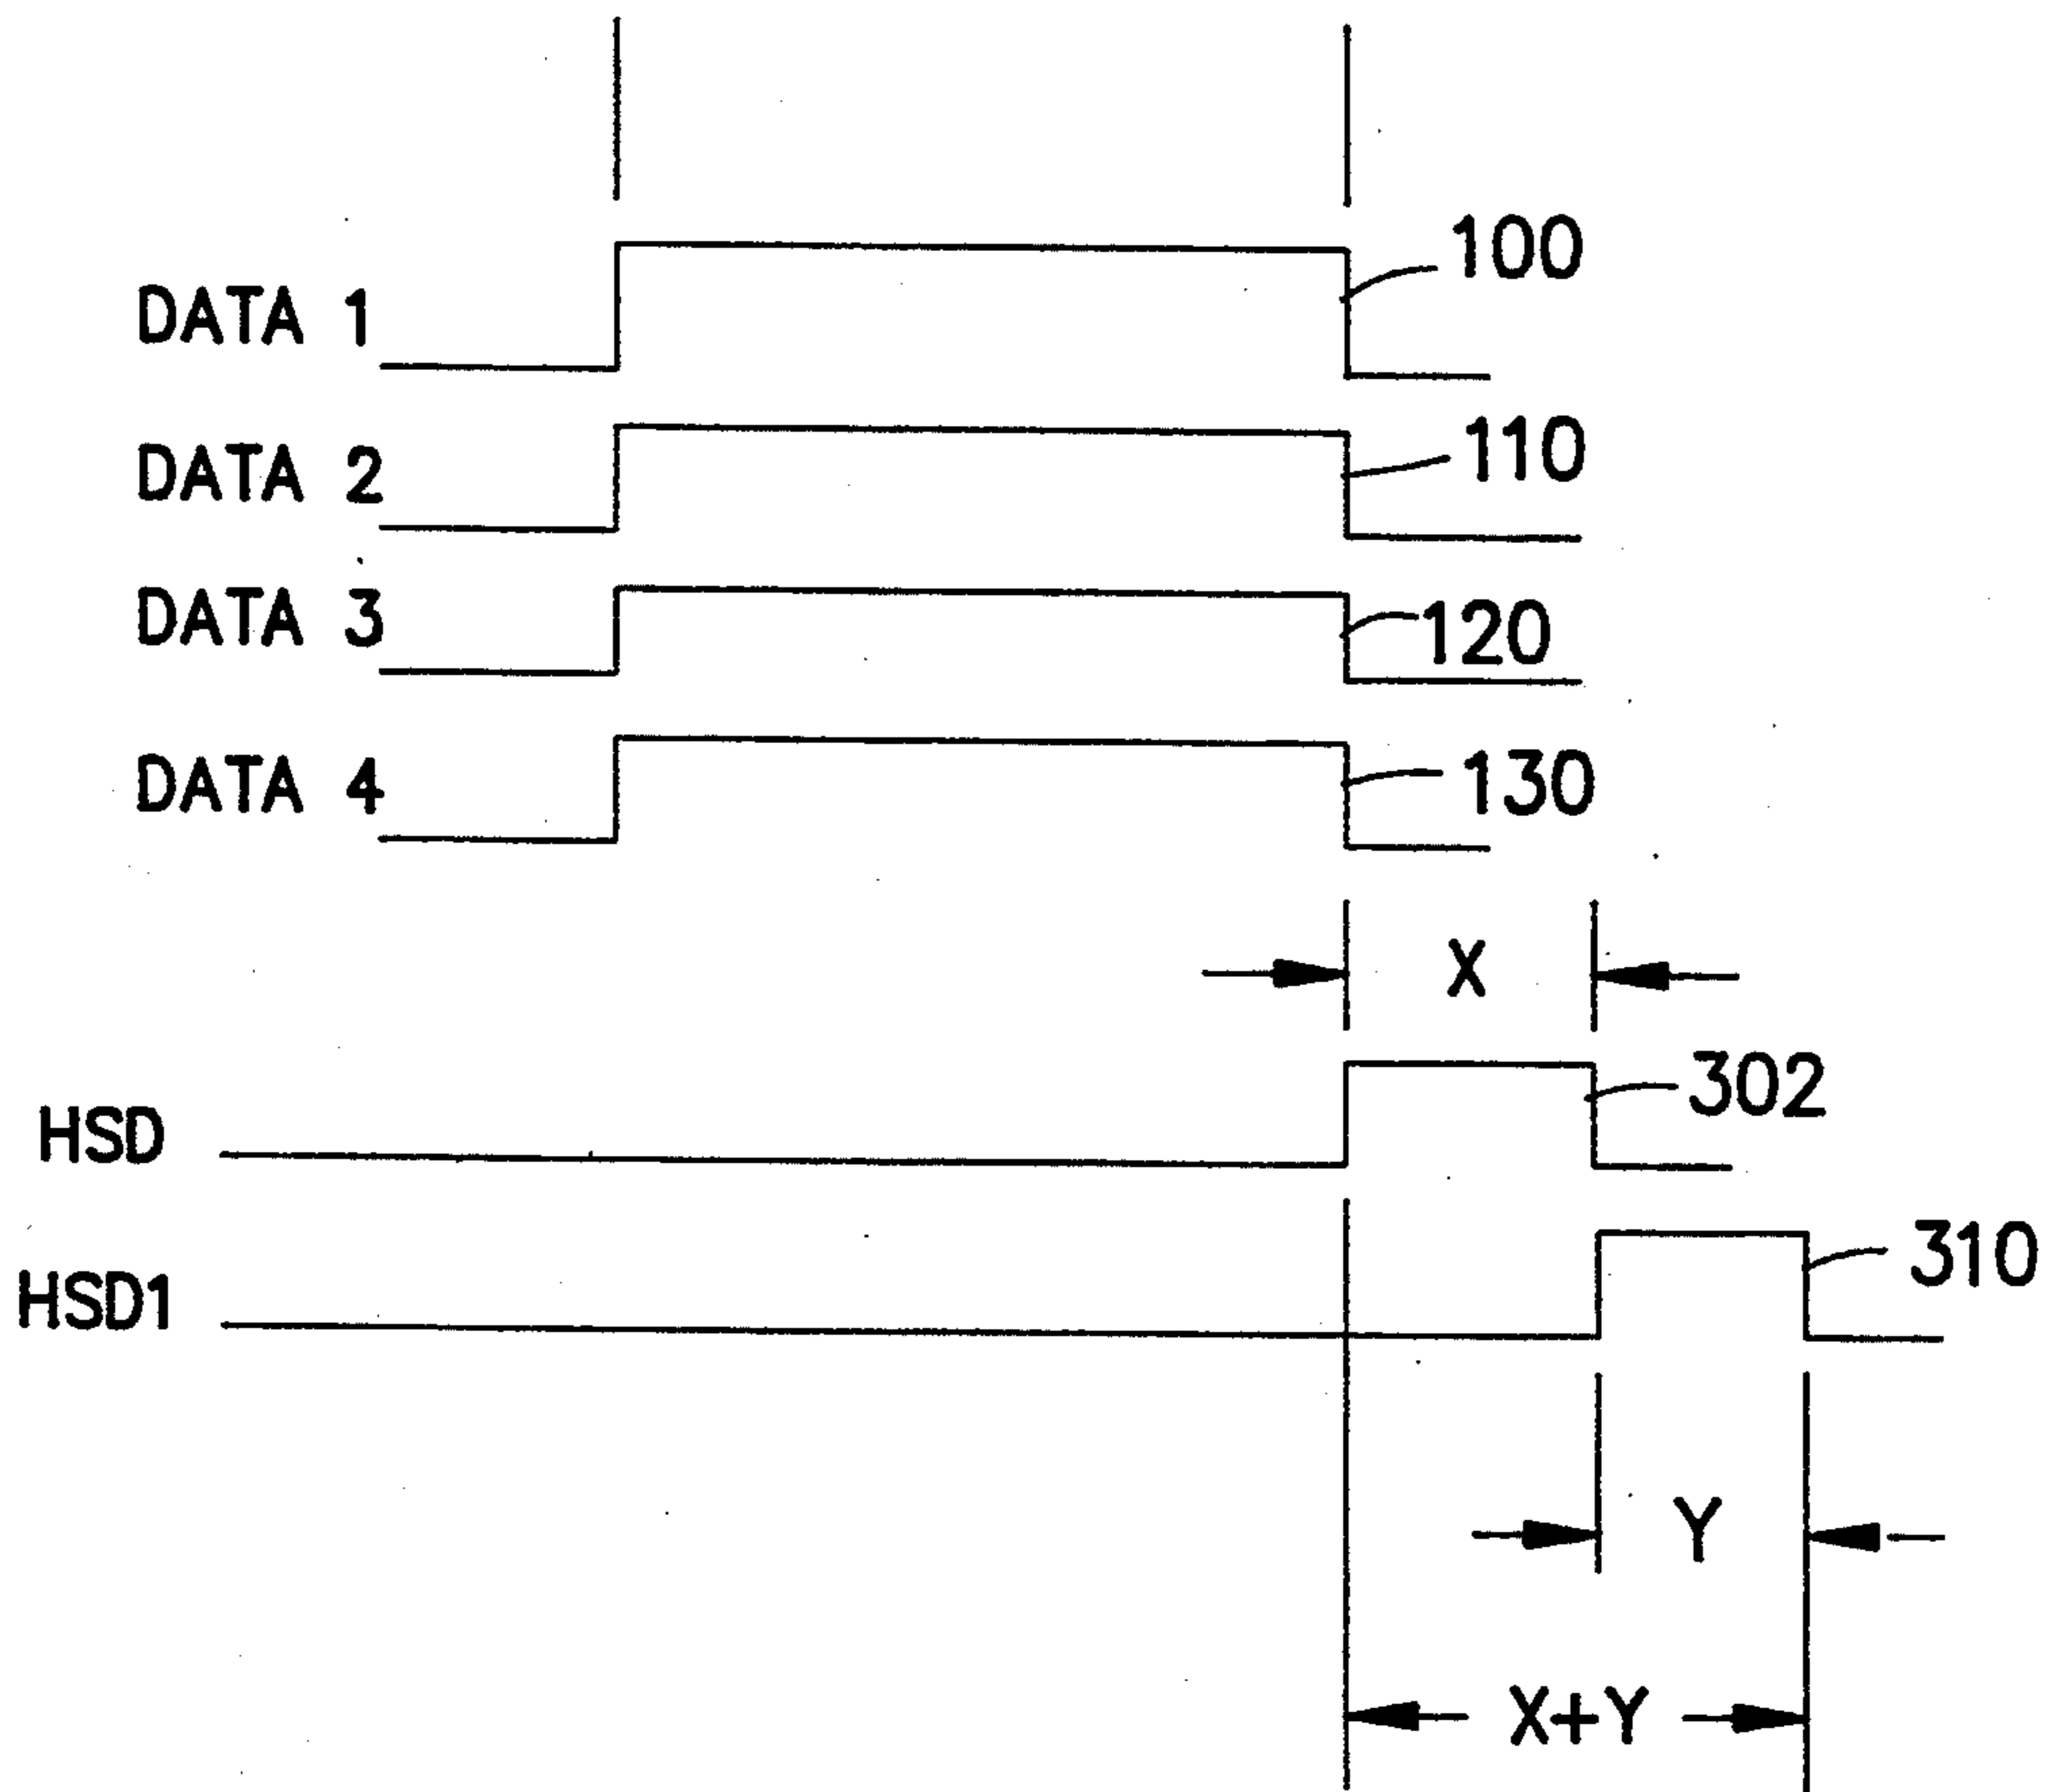 100
DATA 1
110
DATA 2
120
DATA 3
130
DATA 4
X
302
HSD
310
HSD1
Y
X+Y